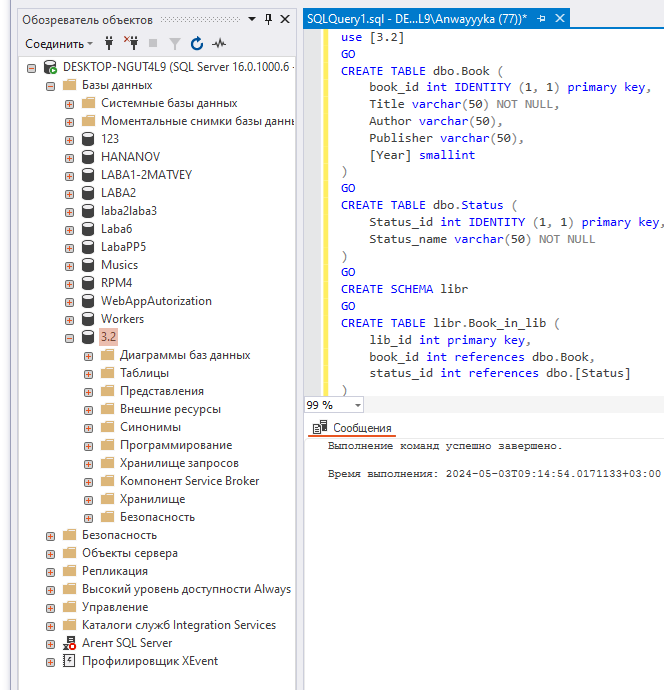 Обозреватель объектов
Соединить
DESKTOP-NGUT4L9 (SQL Server 16.0.1000.6 -
Базы данных
Системные базы данных
Моментальные снимки базы данн
123
HANANOV
LABA1-2MATVEY
LABA2
laba2laba3
Laba6
LabaPP5
Musics
RPM4
WebAppAutorization
Workers
3.2
Диаграммы баз данных
Таблицы
Представления
Внешние ресурсы
Синонимы
Программирование
Хранилище запросов
Компонент Service Broker
Хранилище
Безопасность
Безопасность
Объекты сервера
Репликация
Высокий уровень доступности Always
Управление
Каталоги служб Integration Services
Агент SQL Server
Профилировщик XEvent
SQLQuery1.sql - DE...L9\Anwayyyka (77))*
use [3.2]
GO
CREATE TABLE dbo.Book (
book_id int IDENTITY (1, 1) primary key,
Title varchar(50) NOT NULL,
Author varchar(50),
Publisher varchar(50),
[Year] smallint
)
GO
CREATE TABLE dbo.Status (
Status_id int IDENTITY (1, 1) primary key,
Status_name varchar(50) NOT NULL
)
GO
CREATE SCHEMA libr
GO
CREATE TABLE libr.Book_in_lib (
lib_id int primary key,
book_id int references dbo.Book,
status_id int references dbo.[Status]
)
99 %
Сообщения
Выполнение команд успешно завершено.
Время выполнения: 2024-05-03T09:14:54.0171133+03:00